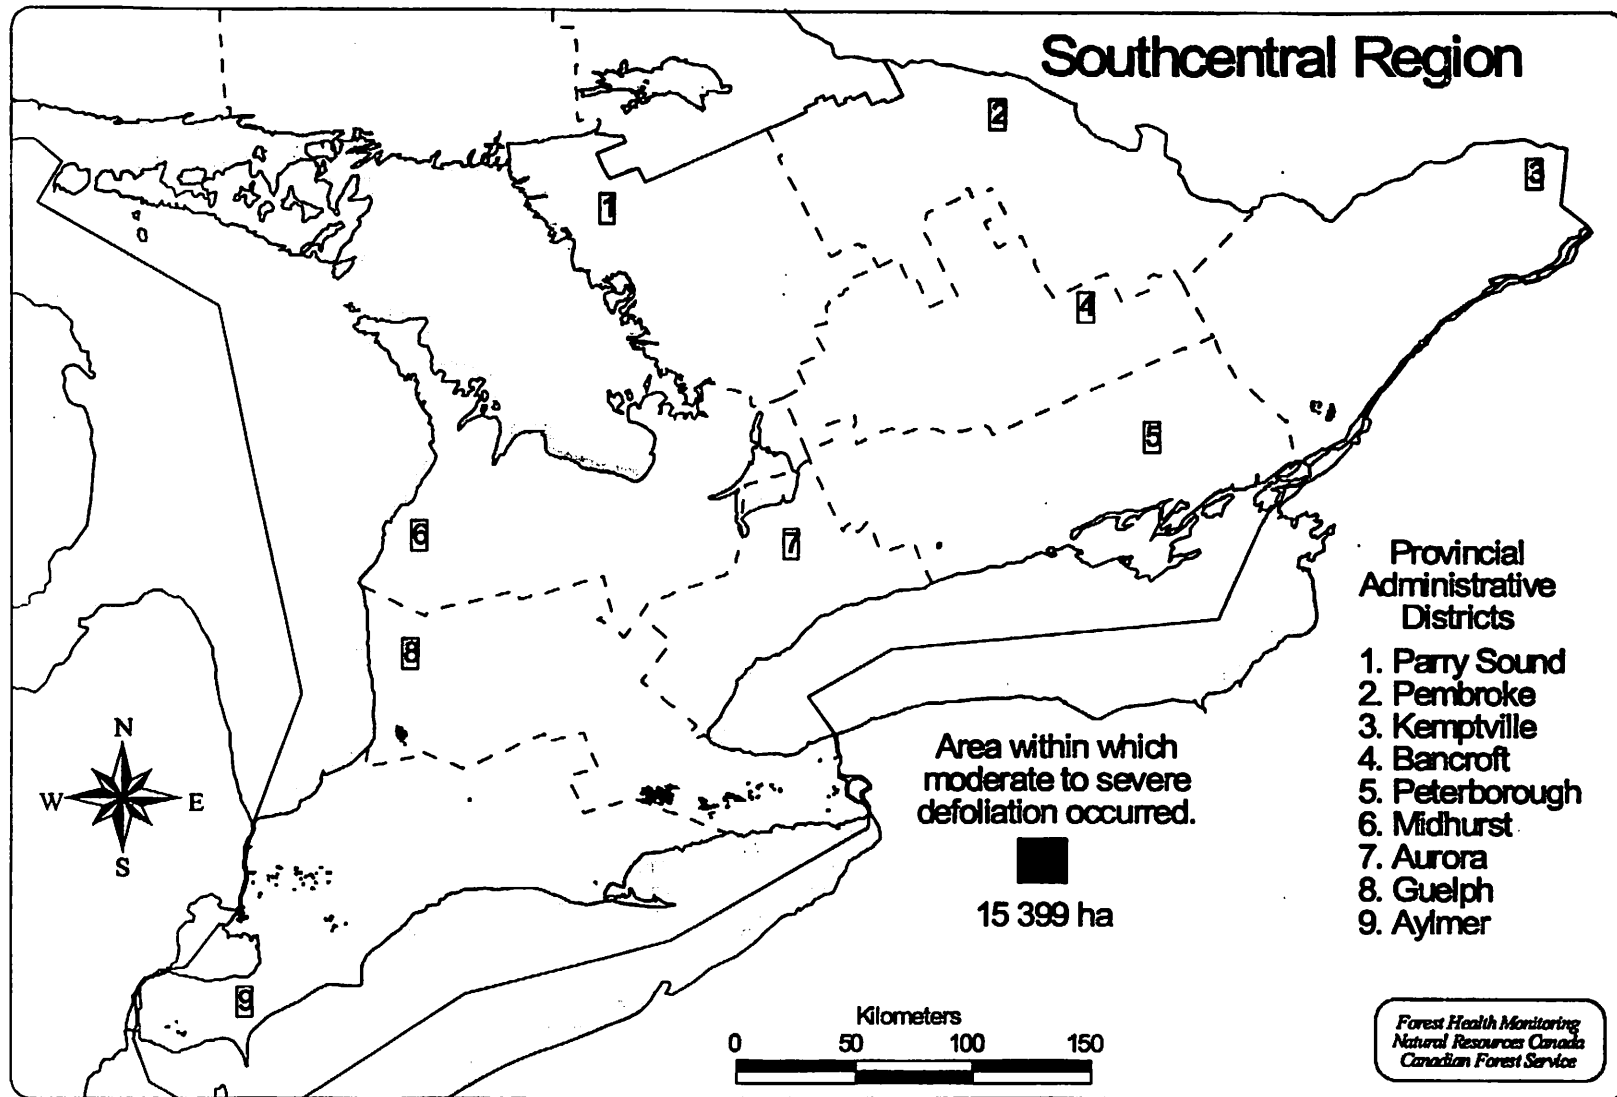 Southcentral Region
2
3
1
4
5
6
7
8
9
N
W E
S
Area within which
moderate to severe
defoliation occurred.
15 399 ha
Provincial
Administrative
Districts
1. Parry Sound
2. Pembroke
3. Kemptville
4. Bancroft
5. Peterborough
6. Midhurst
7. Aurora
8. Guelph
9. Aylmer
Kilometers
0 50 100 150
Forest Health Monitoring
Natural Resources Canada
Canadian Forest Service